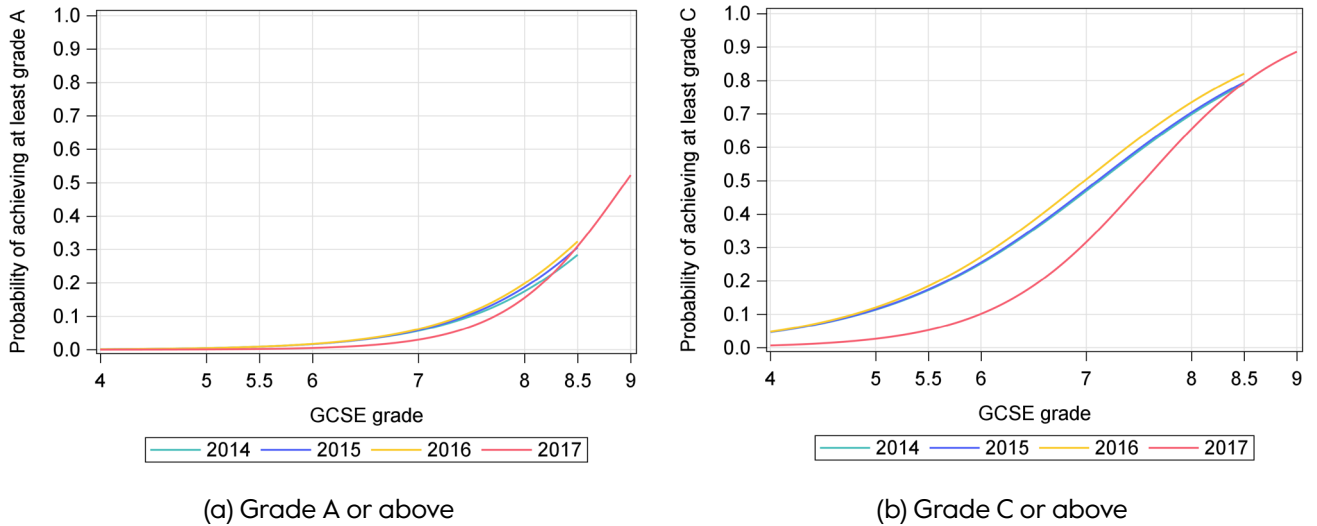 Probability of achieving at least grade A
1.0
0.9
0.8
0.7
0.6
0.5
0.4
0.3
0.2
0.1
0.0
4 5 5.5 6 7 8 8.5 9
GCSE grade
2014 2015 2016 2017
(a) Grade A or above
Probability of achieving at least grade C
1.0
0.9
0.8
0.7
0.6
0.5
0.4
0.3
0.2
0.1
0.0
4 5 5.5 6 7 8 8.5 9
GCSE grade
2014 2015 2016 2017
(b) Grade C or above